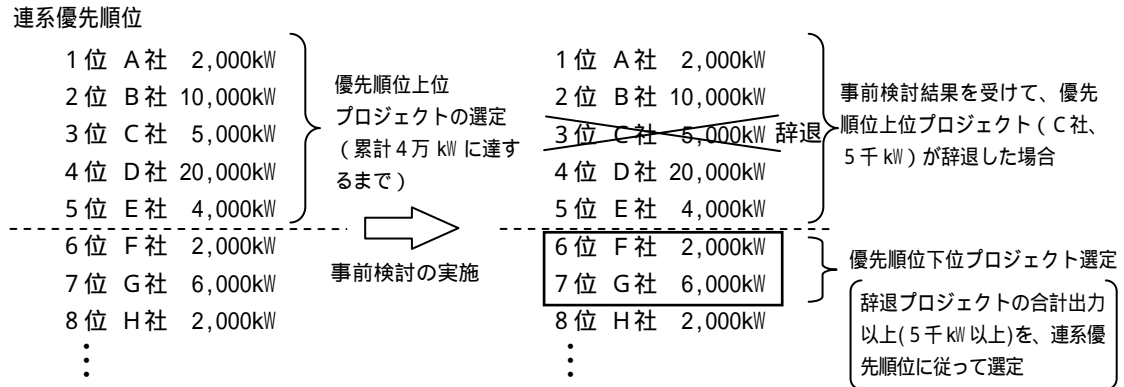 連系優先順位
1位 A社 2,000kW
2位 B社 10,000kW
3位 C社 5,000kW
4位 D社 20,000kW
5位 E社 4,000kW
6位 F社 2,000kW
7位 G社 6,000kW
8位 H社 2,000kW
優先順位上位
プロジェクトの選定
(累計4万kWに達す
るまで)
事前検討の実施
1位 A社 2,000kW
2位 B社 10,000kW
3位 C社 5,000kW 辞退
4位 D社 20,000kW
5位 E社 4,000kW
6位 F社 2,000kW
7位 G社 6,000kW
8位 H社 2,000kW
事前検討結果を受けて、優先
順位上位プロジェクト(C社、
5千kW)が辞退した場合
優先順位下位プロジェクト選定
辞退プロジェクトの合計出力
以上(5千kW以上)を、連系優
先順位に従って選定